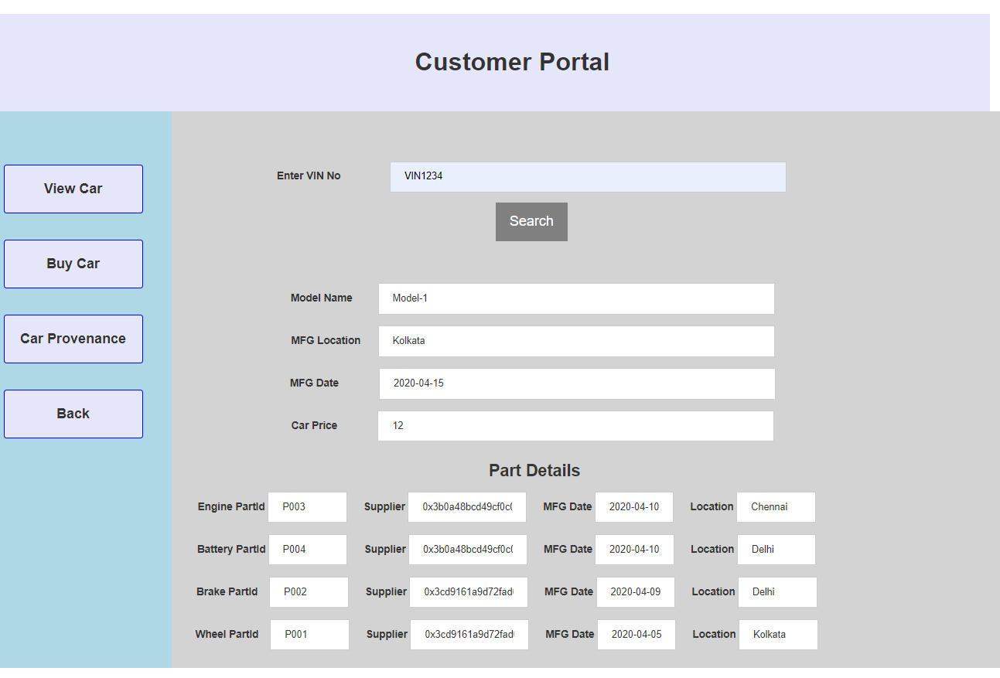 Customer Portal
View Car
Buy Car
Car Provenance
Back
Enter VIN No VIN1234
Search
Model Name Model-1
MFG Location Kolkata
MFG Date 2020-04-15
Car Price 12
Part Details
Engine PartId P003 Supplier 0x3b0a48bcd49cf0c( MFG Date 2020-04-10 Location Chennai
Battery PartId P004 Supplier 0x3b0a48bcd49cf0c( MFG Date 2020-04-10 Location Delhi
Brake PartId P002 Supplier 0x3cd9161a9d72fad MFG Date 2020-04-09 Location Delhi
Wheel PartId P001 Supplier 0x3cd9161a9d72fad MFG Date 2020-04-05 Location Kolkata